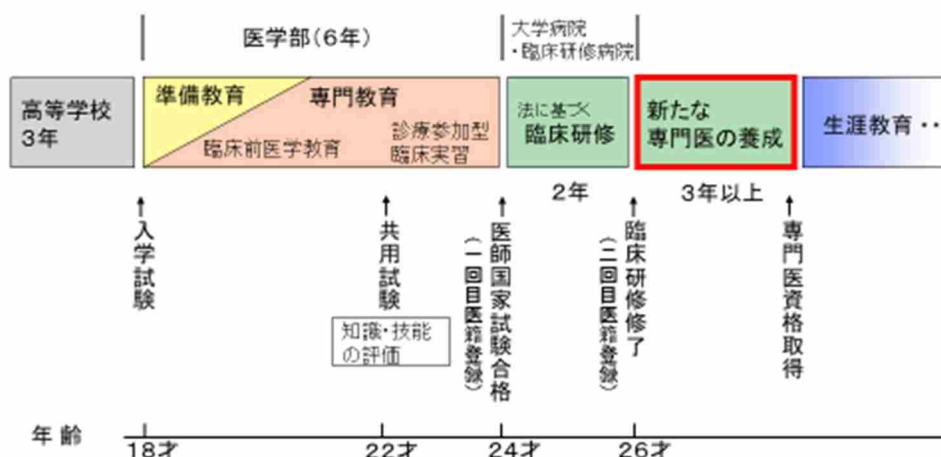 医学部(6年)
大学病院
・臨床研修病院
高等学校
3年
準備教育
専門教育
臨床前医学教育
診療参加型
臨床実習
法に基づく
臨床研修
新たな
専門医の養成
生涯教育・・
2年
3年以上
↑入学試験
↑共用試験
知識・技能
の評価
↑医師国家試験合格
(一回目医籍登録)
↑臨床研修修了
(二回目医籍登録)
↑専門医資格取得
年齢
18才
22才
24才
26才